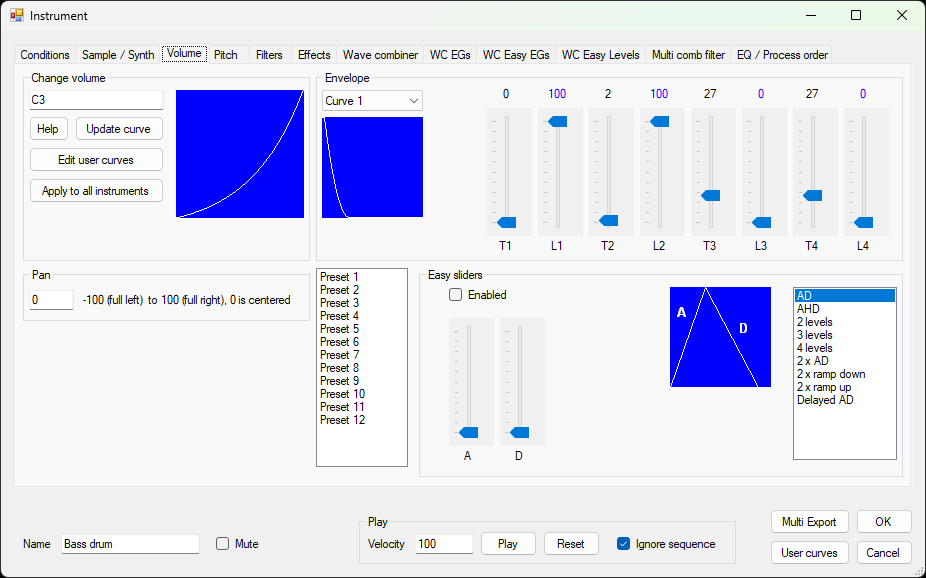 Instrument
Conditions Sample / Synth Volume Pitch Filters Effects Wave combiner WC EGs WC Easy EGs WC Easy Levels Multi comb filter EQ / Process order
Change volume
C3
Help Update curve
Edit user curves
Apply to all instruments
Envelope
Curve 1
0 100 2 100 27 0 27 0
T1 L1 T2 L2 T3 L3 T4 L4
Pan
0 -100 (full left) to 100 (full right), 0 is centered
Preset 1
Preset 2
Preset 3
Preset 4
Preset 5
Preset 6
Preset 7
Preset 8
Preset 9
Preset 10
Preset 11
Preset 12
Easy sliders
Enabled
A D
A
D
AD
AHD
2 levels
3 levels
4 levels
2 x AD
2 x ramp down
2 x ramp up
Delayed AD
Name Bass drum Mute
Play
Velocity 100 Play Reset Ignore sequence
Multi Export OK
User curves Cancel